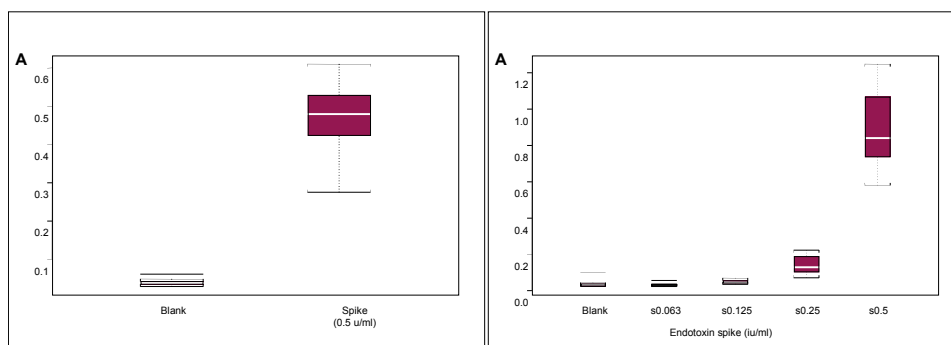 A
0.6
0.5
0.4
0.3
0.2
0.1
Blank
Spike
(0.5 u/ml)
A
1.2
1.0
0.8
0.6
0.4
0.2
0.0
Blank
s0.063
s0.125
s0.25
s0.5
Endotoxin spike (iu/ml)